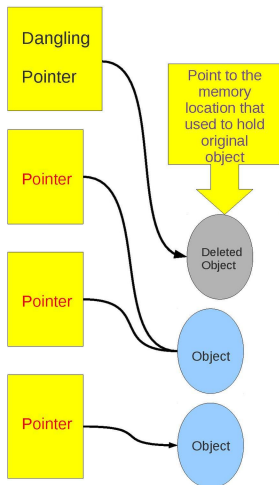 Dangling
Pointer
Point to the
memory
location that
used to hold
original
object
Pointer
Deleted
Object
Pointer
Object
Pointer
Object